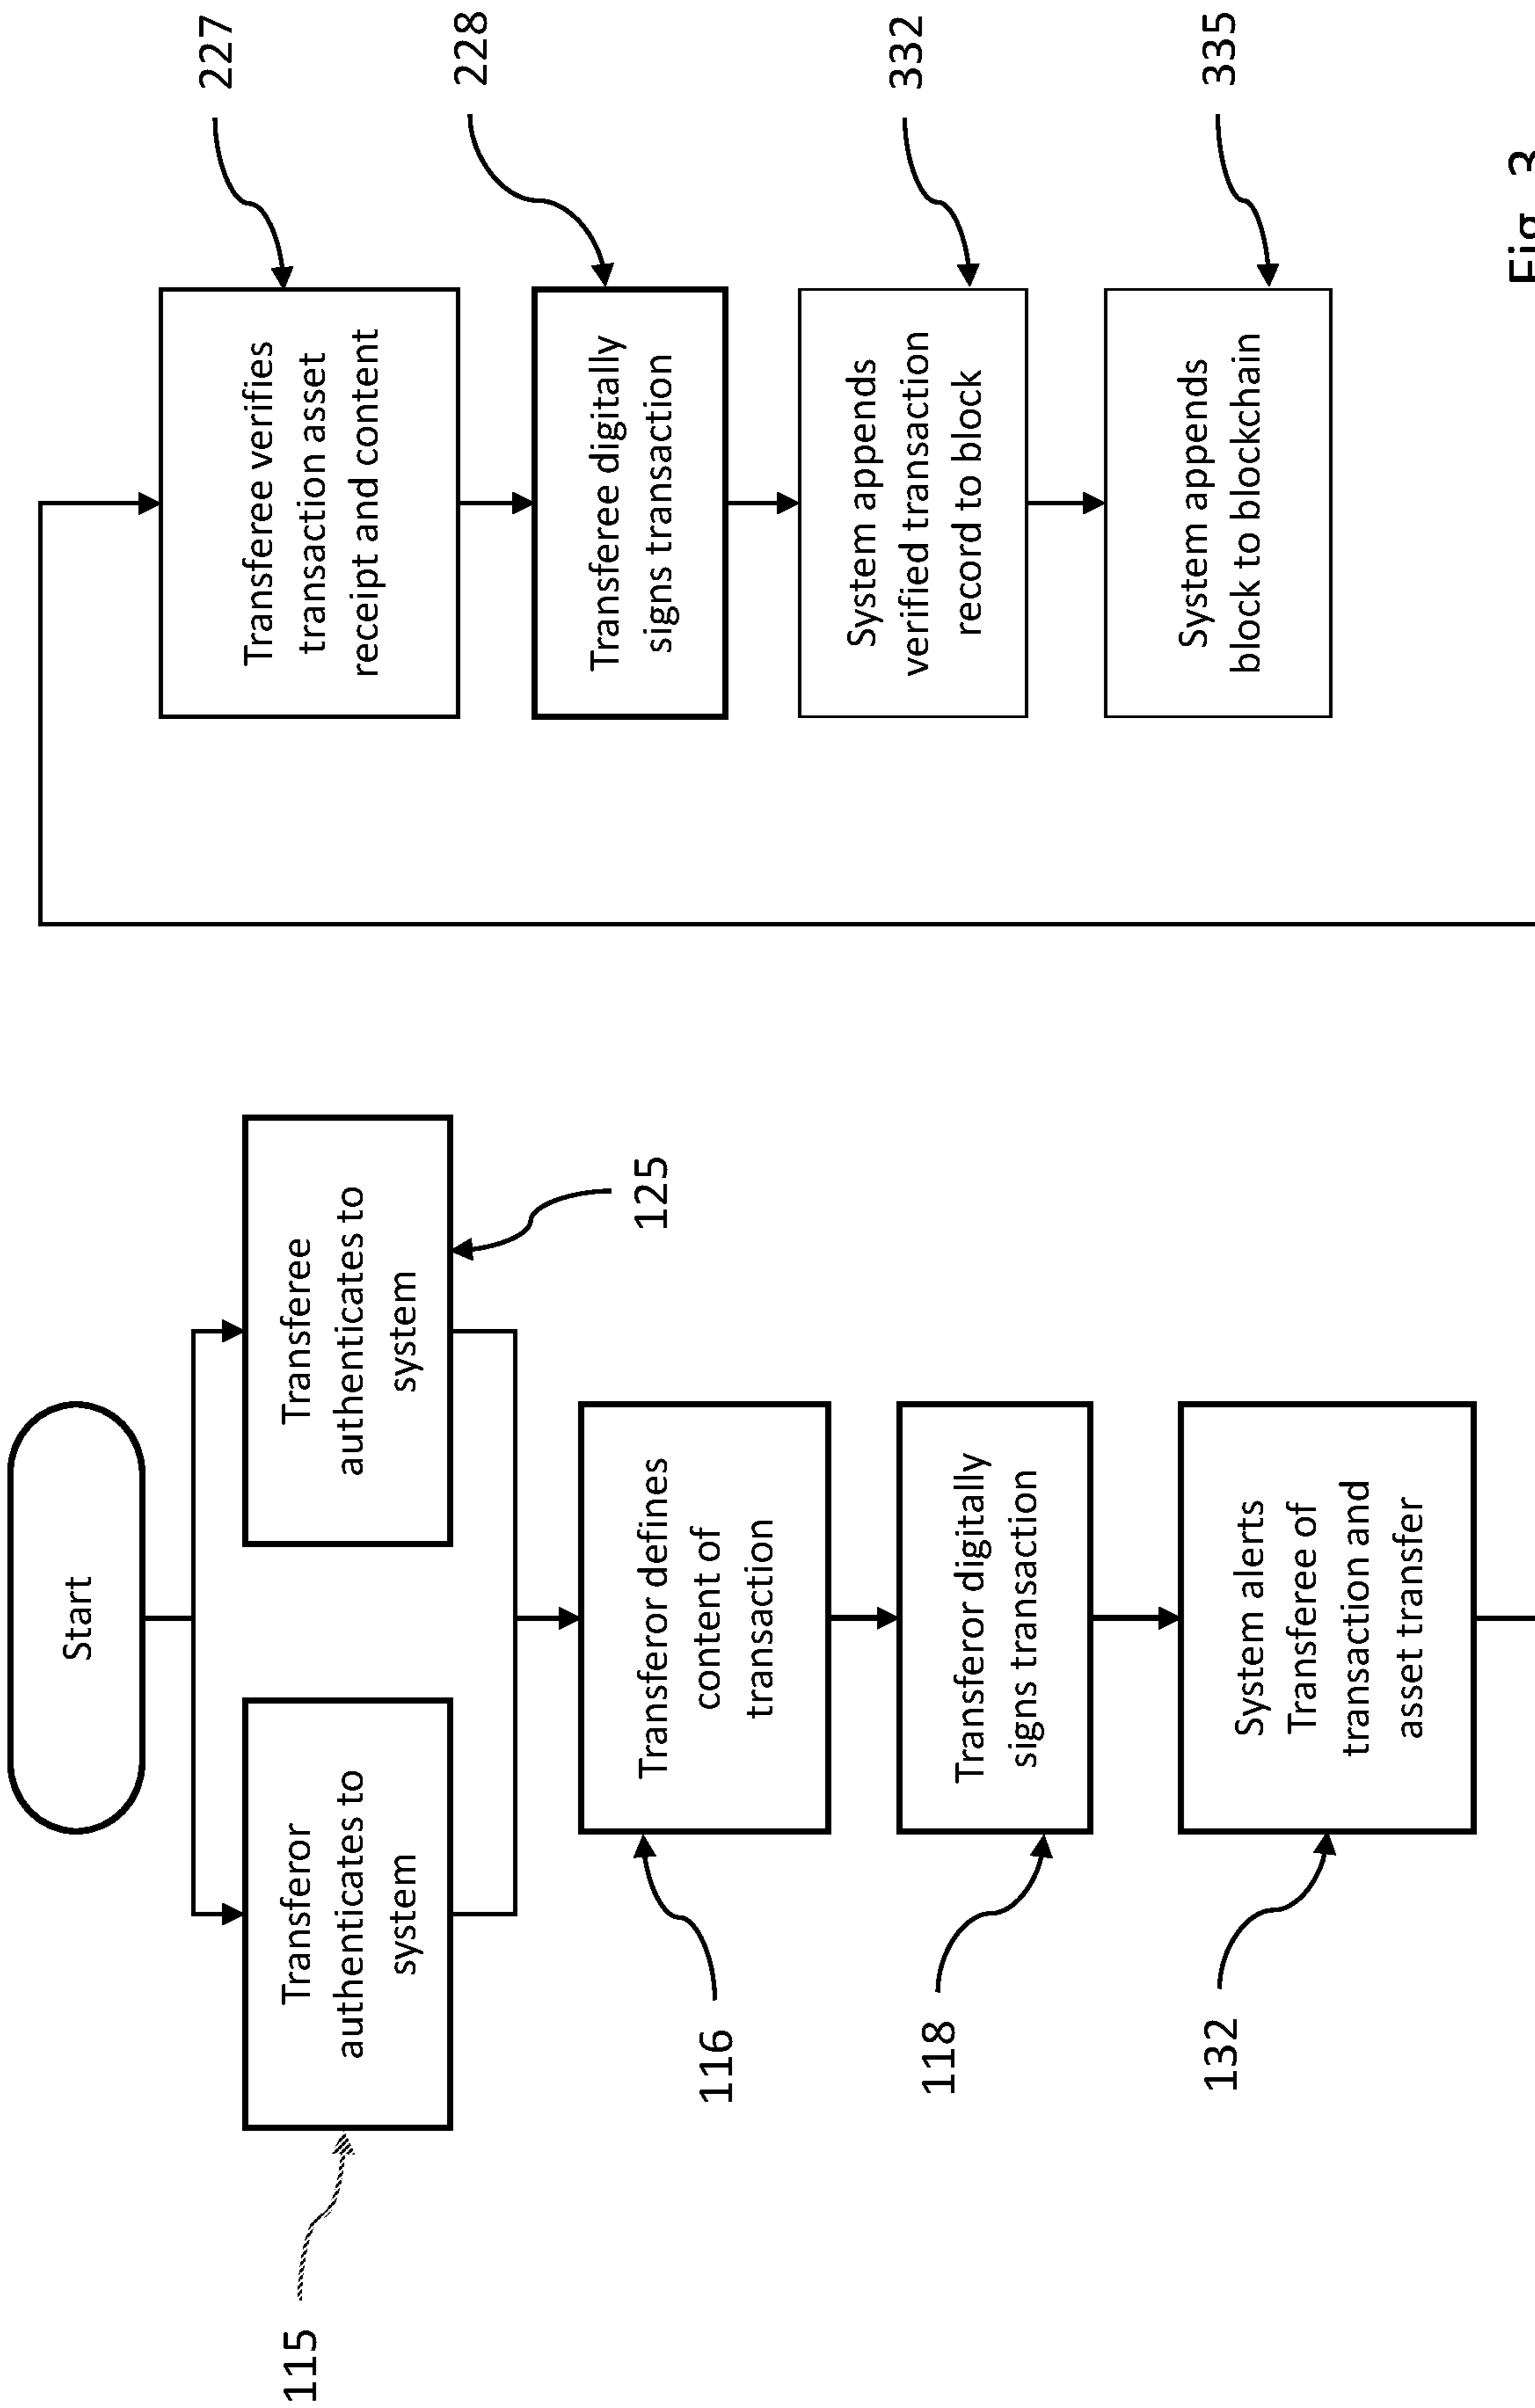 Start
115
Transferor
authenticates to
system
Transferee
authenticates to
system
125
116
Transferor defines
content of
transaction
118
Transferor digitally
signs transaction
132
System alerts
Transferee of
transaction and
asset transfer
Transferee verifies
transaction asset
receipt and content
227
Transferee digitally
signs transaction
228
System appends
verified transaction
record to block
332
System appends
block to blockchain
335
Fig. 3